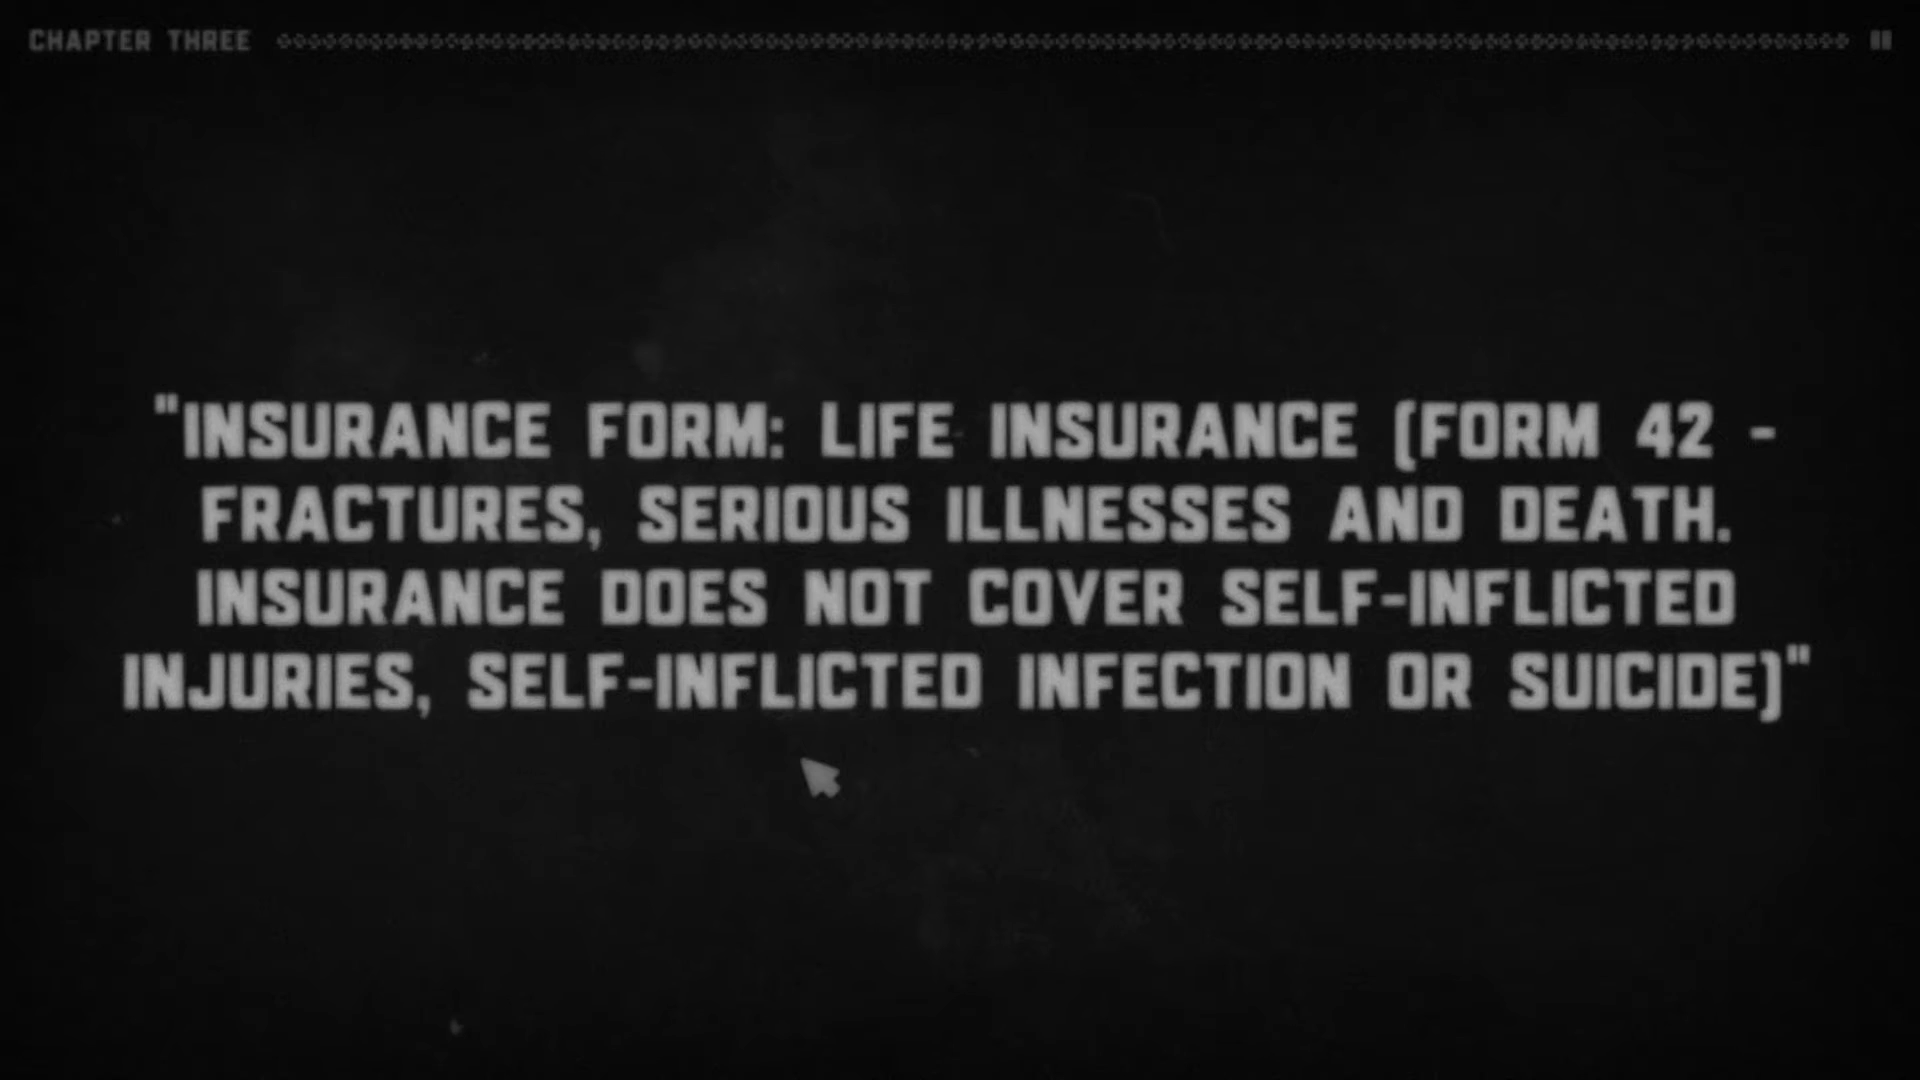 CHAPTER THREE
"INSURANCE FORM: LIFE INSURANCE (FORM 42 -
FRACTURES, SERIOUS ILLNESSES AND DEATH.
INSURANCE DOES NOT COVER SELF-INFLICTED
INJURIES, SELF-INFLICTED INFECTION OR SUICIDE)"